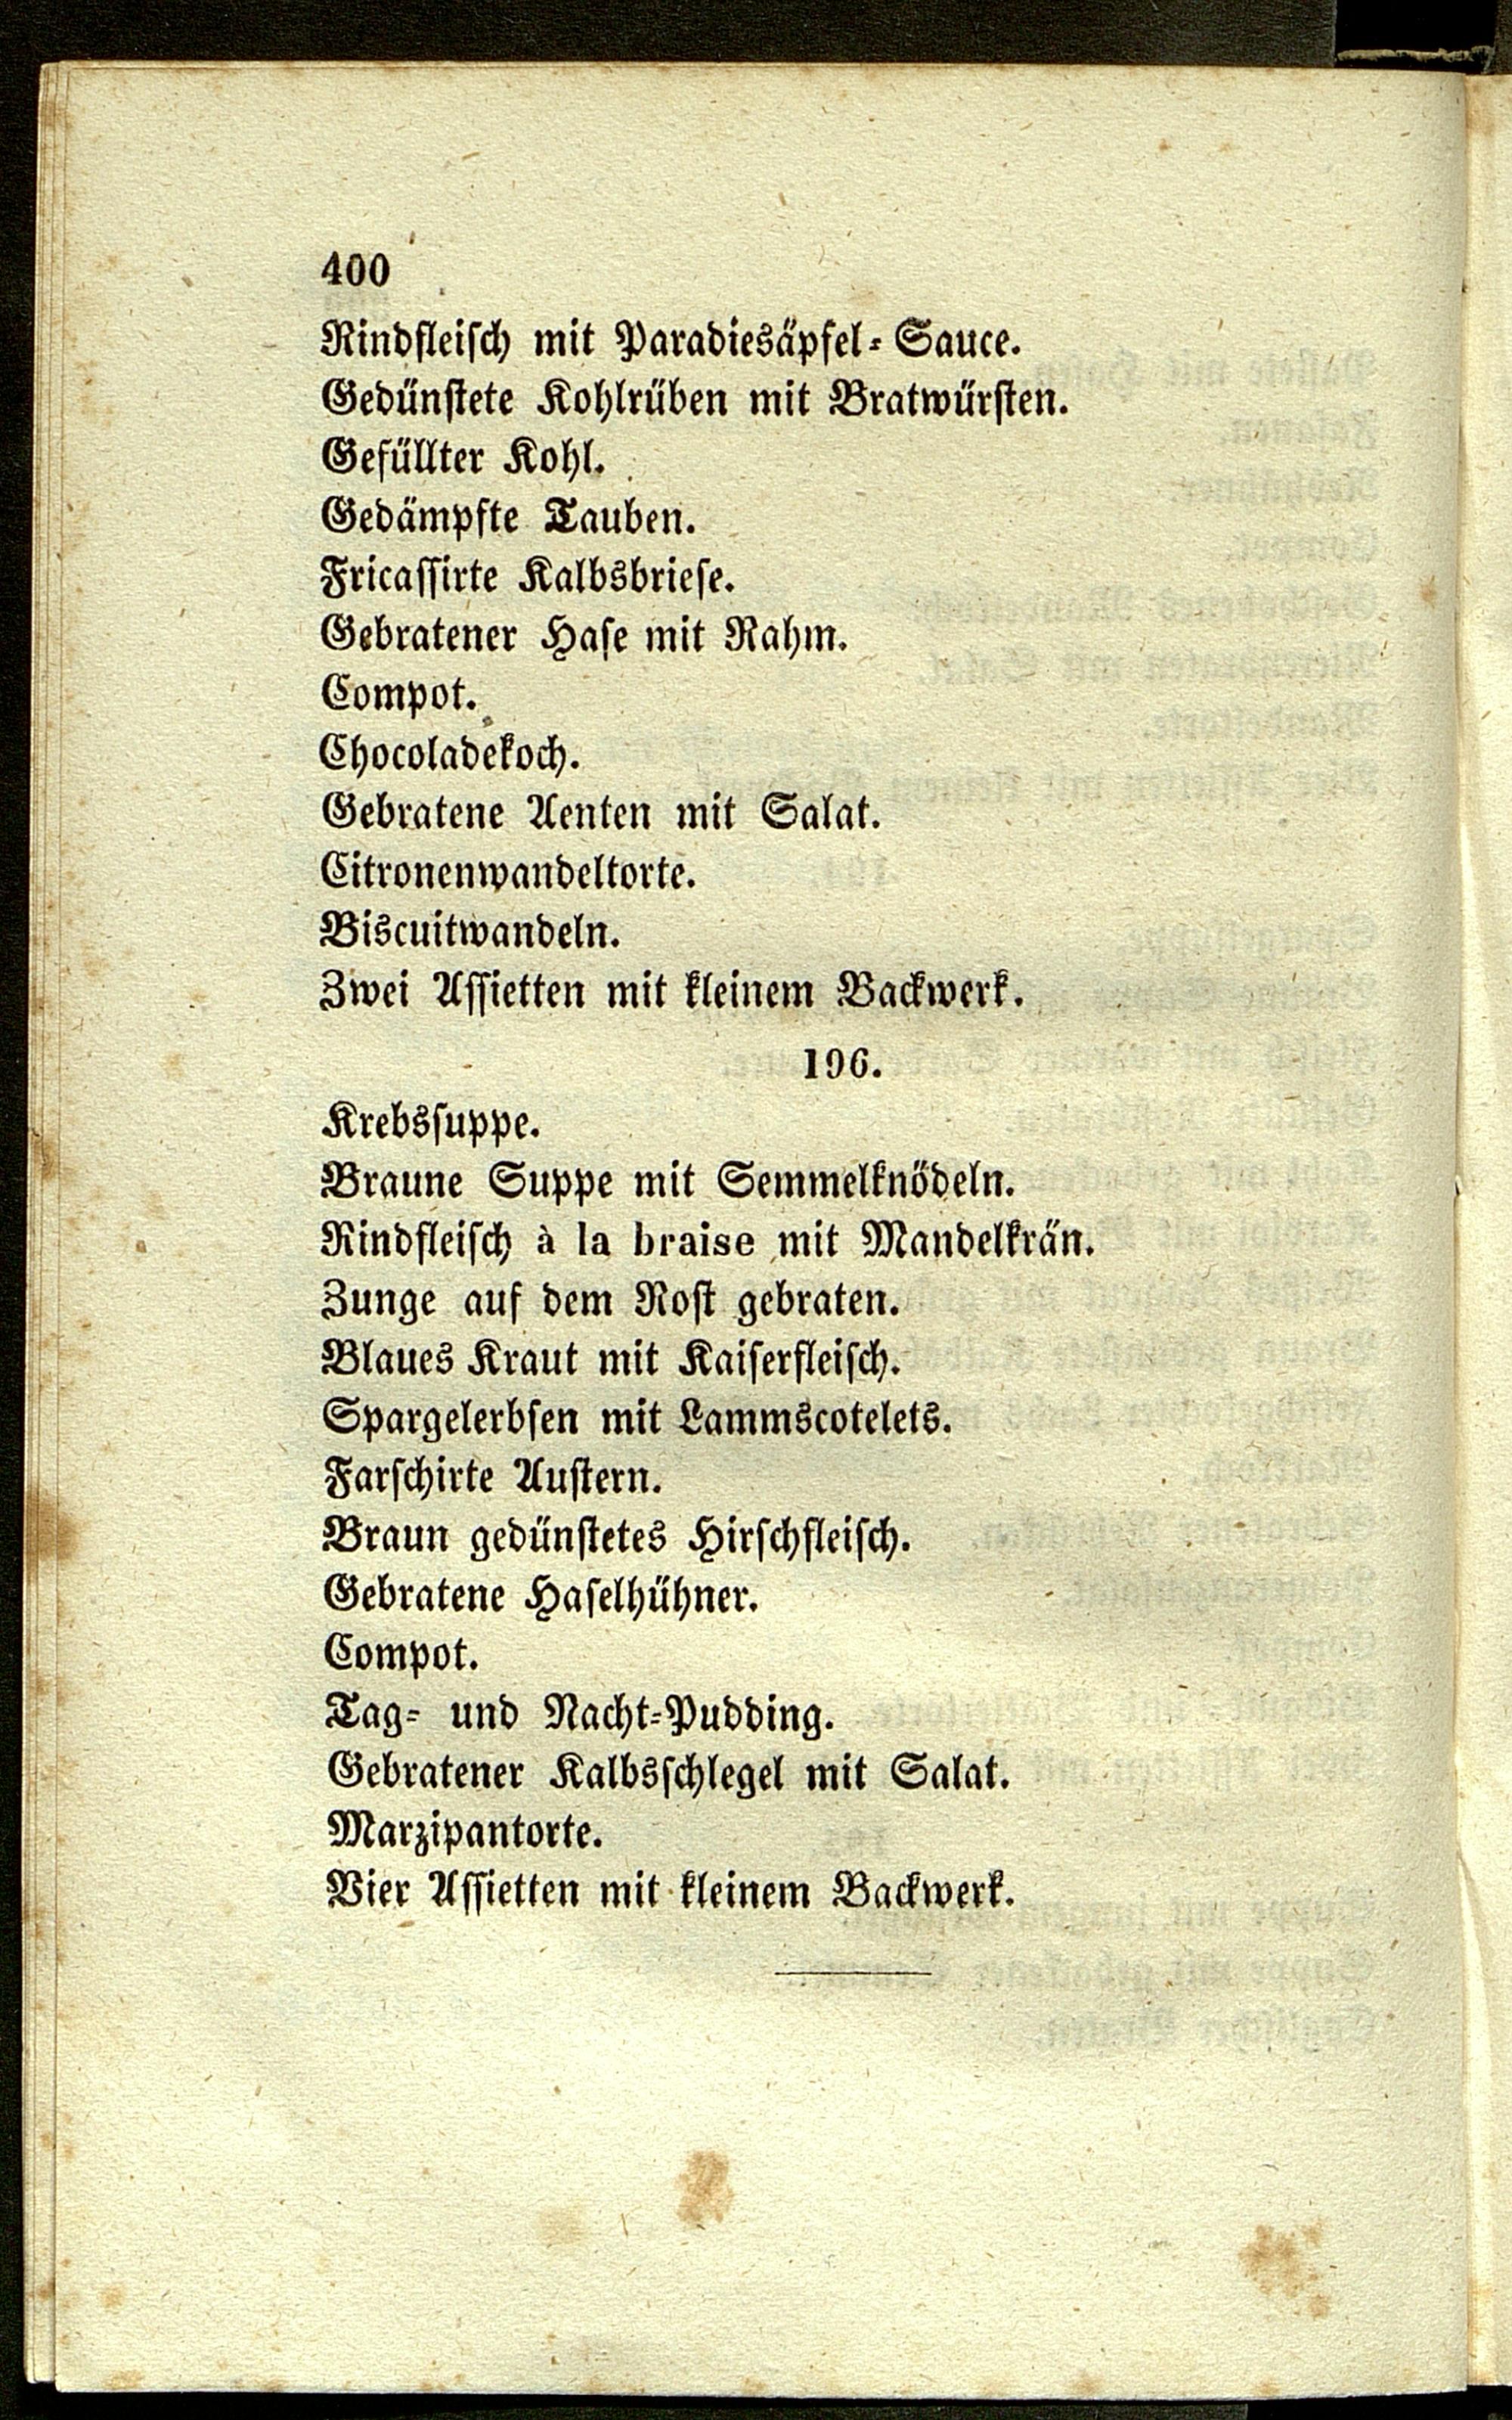 400
Rindfleisch mit Paradiesäpfel-Sauce.
Gedünstete Kohlrüben mit Bratwürsten.
Gefüllter Kohl.
Gedämpfte Tauben.
Fricassirte Kalbsbriese.
Gebratener Hase mit Rahm.
Compot.
Chocoladekoch.
Gebratene Aenten mit Salat.
Citronenwandeltorte.
Biscuitwandeln.
Zwei Assietten mit kleinem Backwerk.
196.
Krebssuppe.
Braune Suppe mit Semmelknödeln.
Rindfleisch à la braise mit Mandelkrän.
Zunge auf dem Rost gebraten.
Blaues Kraut mit Kaiserfleisch.
Spargelerbsen mit Lammscotelets.
Farschirte Austern.
Braun gedünstetes Hirschfleisch.
Gebratene Haselhühner.
Compot.
Tag- und Nacht-Pudding.
Gebratener Kalbsschlegel mit Salat.
Marzipantorte.
Vier Assietten mit kleinem Backwerk.